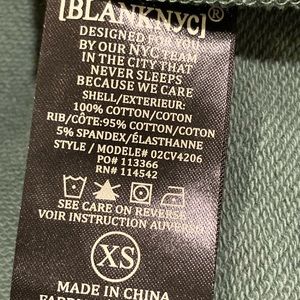 [BLANKNYC]®
DESIGNED FOR YOU
BY OUR NYC TEAM
IN THE CITY THAT
NEVER SLEEPS
BECAUSE WE CARE
SHELL/EXTERIEUR:
100% COTTON/COTON
RIB/CÔTE:95% COTTON/COTON
5% SPANDEX/ÉLASTHANNE
STYLE / MODELE# 02CV4206
PO# 113366
RN# 114542
SEE CARE ON REVERSE
VOIR INSTRUCTION AUVERSO
XS
MADE IN CHINA